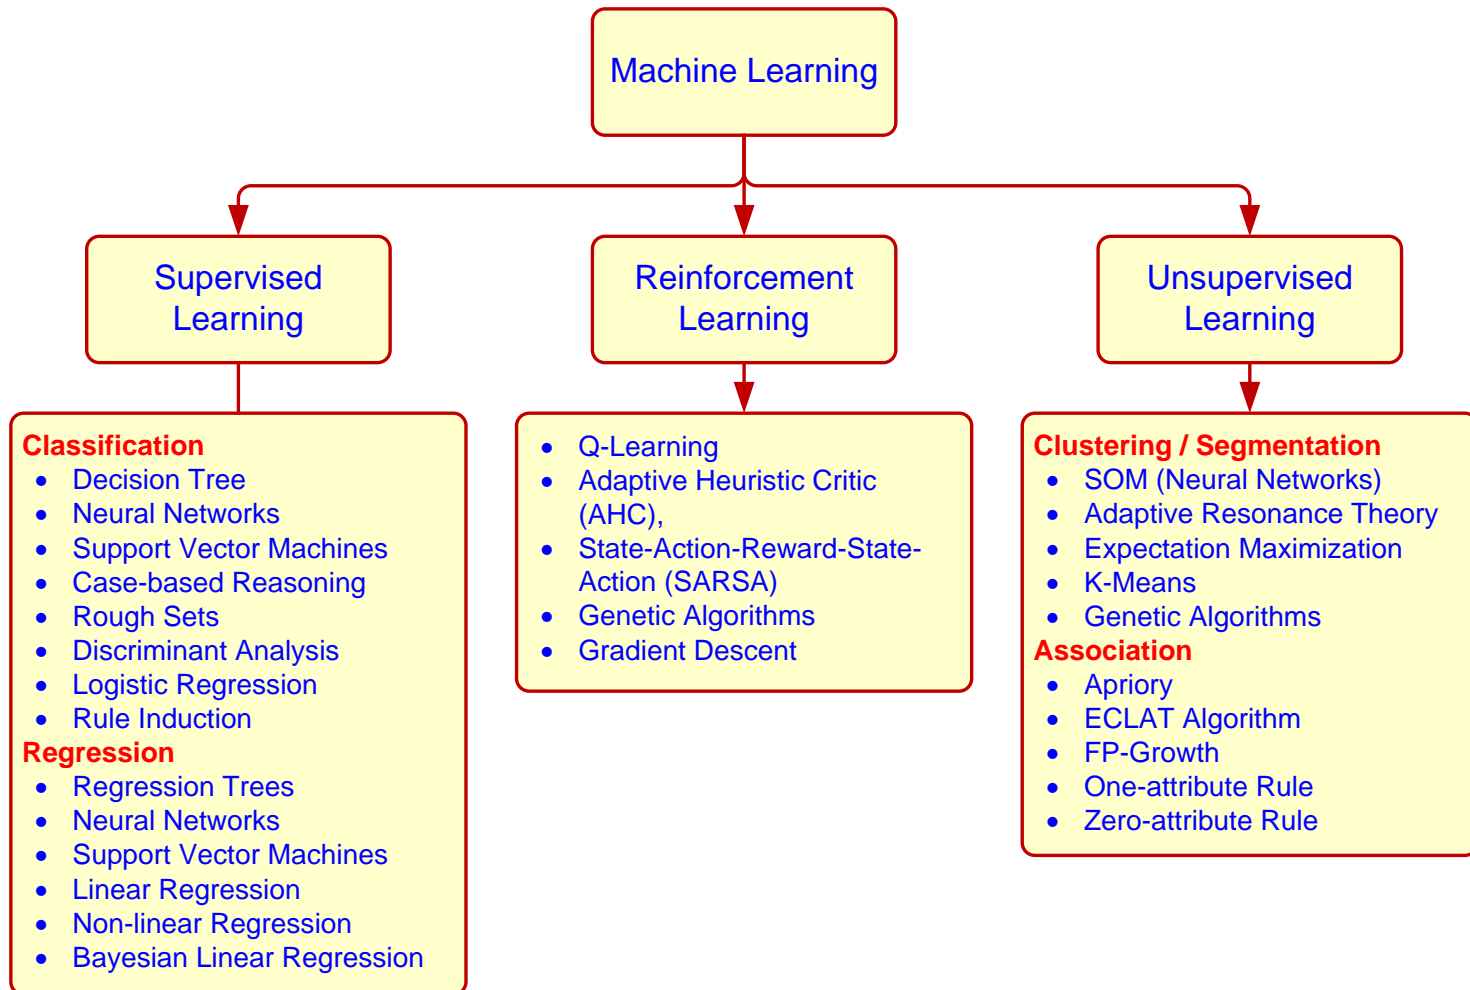 Machine Learning
Supervised
Learning
Reinforcement
Learning
Unsupervised
Learning
Classification
• Decision Tree
• Neural Networks
• Support Vector Machines
• Case-based Reasoning
• Rough Sets
• Discriminant Analysis
• Logistic Regression
• Rule Induction
Regression
• Regression Trees
• Neural Networks
• Support Vector Machines
• Linear Regression
• Non-linear Regression
• Bayesian Linear Regression
• Q-Learning
• Adaptive Heuristic Critic
(AHC),
• State-Action-Reward-State-
Action (SARSA)
• Genetic Algorithms
• Gradient Descent
Clustering / Segmentation
• SOM (Neural Networks)
• Adaptive Resonance Theory
• Expectation Maximization
• K-Means
• Genetic Algorithms
Association
• Apriory
• ECLAT Algorithm
• FP-Growth
• One-attribute Rule
• Zero-attribute Rule